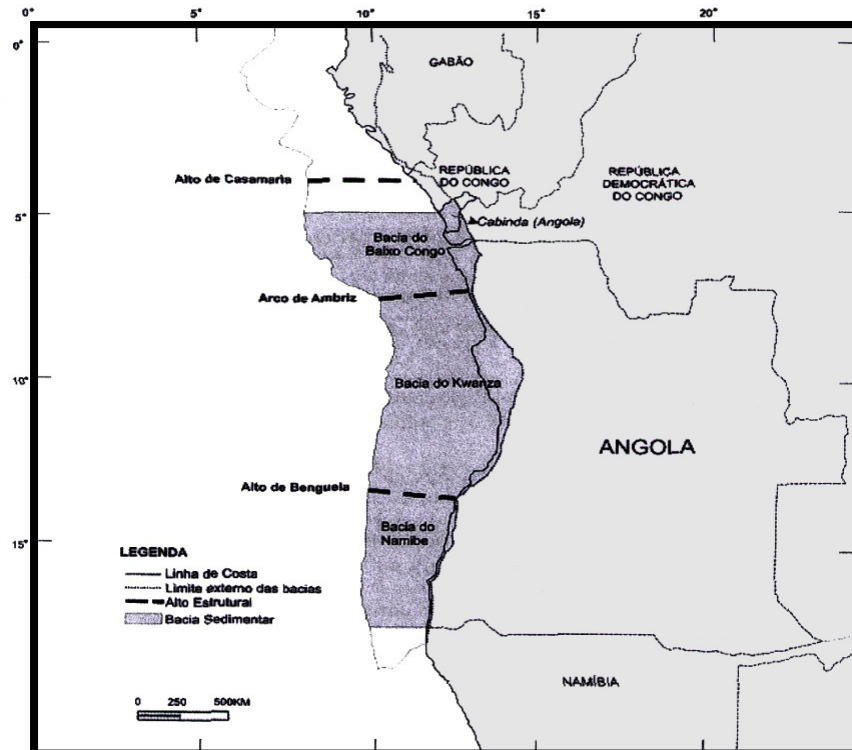 0°
5°
10°
15°
20°
0°
GABÃO
Alto de Casamaria
REPÚBLICA
DO CONGO
REPÚBLICA
DEMOCRÁTICA
DO CONGO
5°
Cabinda (Angola)
Bacia do
Baixo Congo
Arco de Ambriz
10°
Bacia do Kwanza
ANGOLA
Alto de Benguela
Bacia do
Namibe
15°
LEGENDA
Linha de Costa
Limite externo das bacias
Alto Estrutural
Bacia Sedimentar
NAMÍBIA
0 250 500KM
5°
10°
15°
20°